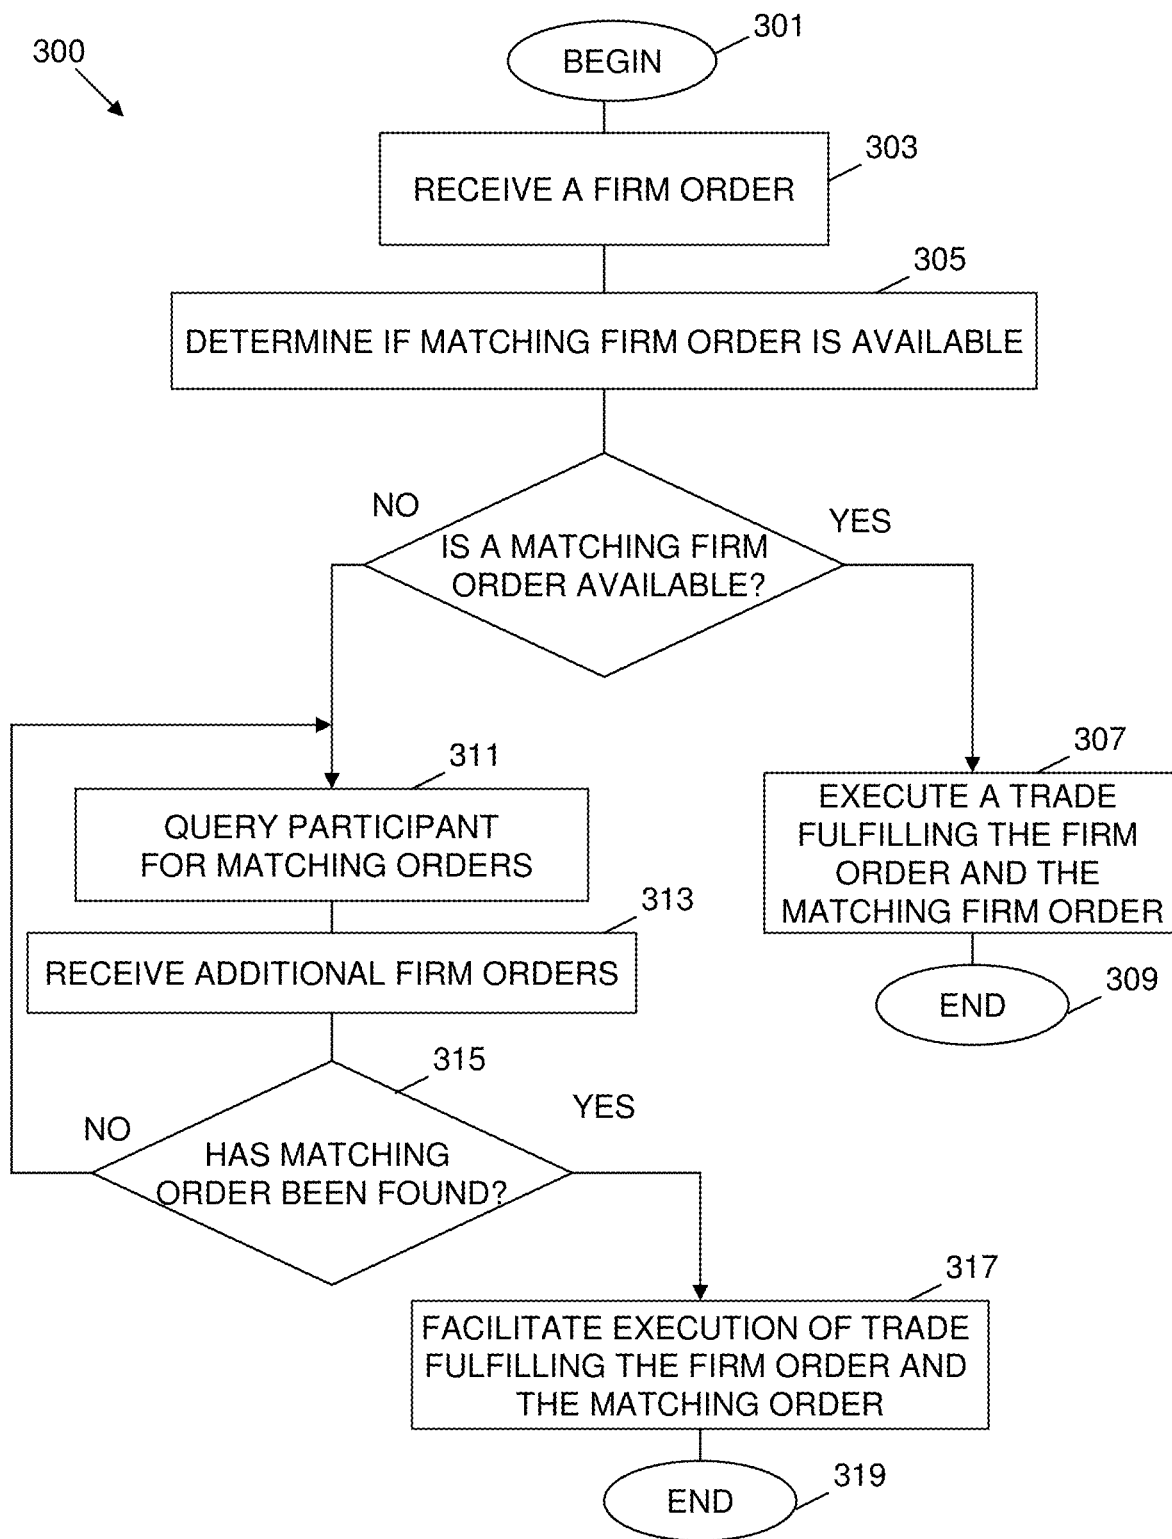 300
301
BEGIN
303
RECEIVE A FIRM ORDER
305
DETERMINE IF MATCHING FIRM ORDER IS AVAILABLE
NO
YES
IS A MATCHING FIRM
ORDER AVAILABLE?
311
QUERY PARTICIPANT
FOR MATCHING ORDERS
307
EXECUTE A TRADE
FULFILLING THE FIRM
ORDER AND THE
MATCHING FIRM ORDER
313
RECEIVE ADDITIONAL FIRM ORDERS
309
END
315
NO
YES
HAS MATCHING
ORDER BEEN FOUND?
317
FACILITATE EXECUTION OF TRADE
FULFILLING THE FIRM ORDER AND
THE MATCHING ORDER
319
END